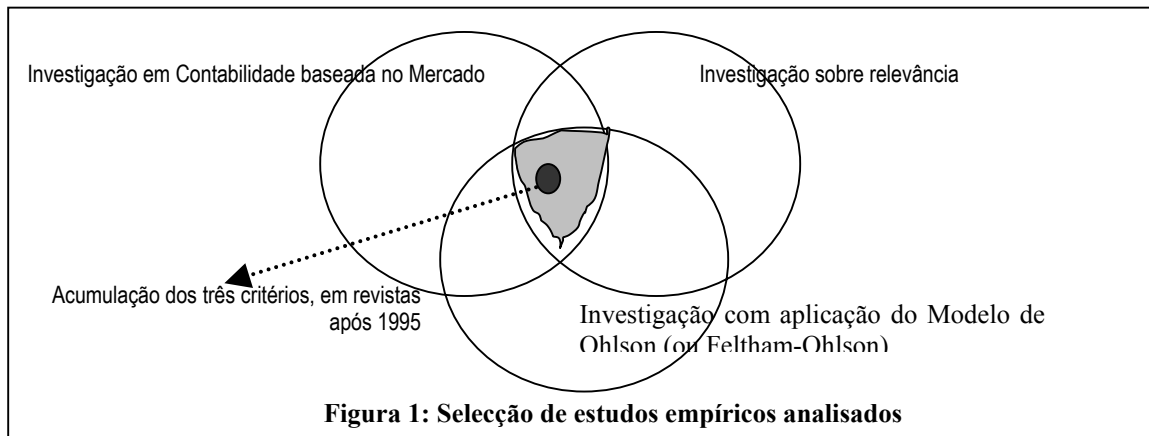 Investigação em Contabilidade baseada no Mercado
Investigação sobre relevância
Acumulação dos três critérios, em revistas
após 1995
Investigação com aplicação do Modelo de
Ohlson (ou Feltham-Ohlson)
Figura 1: Selecção de estudos empíricos analisados